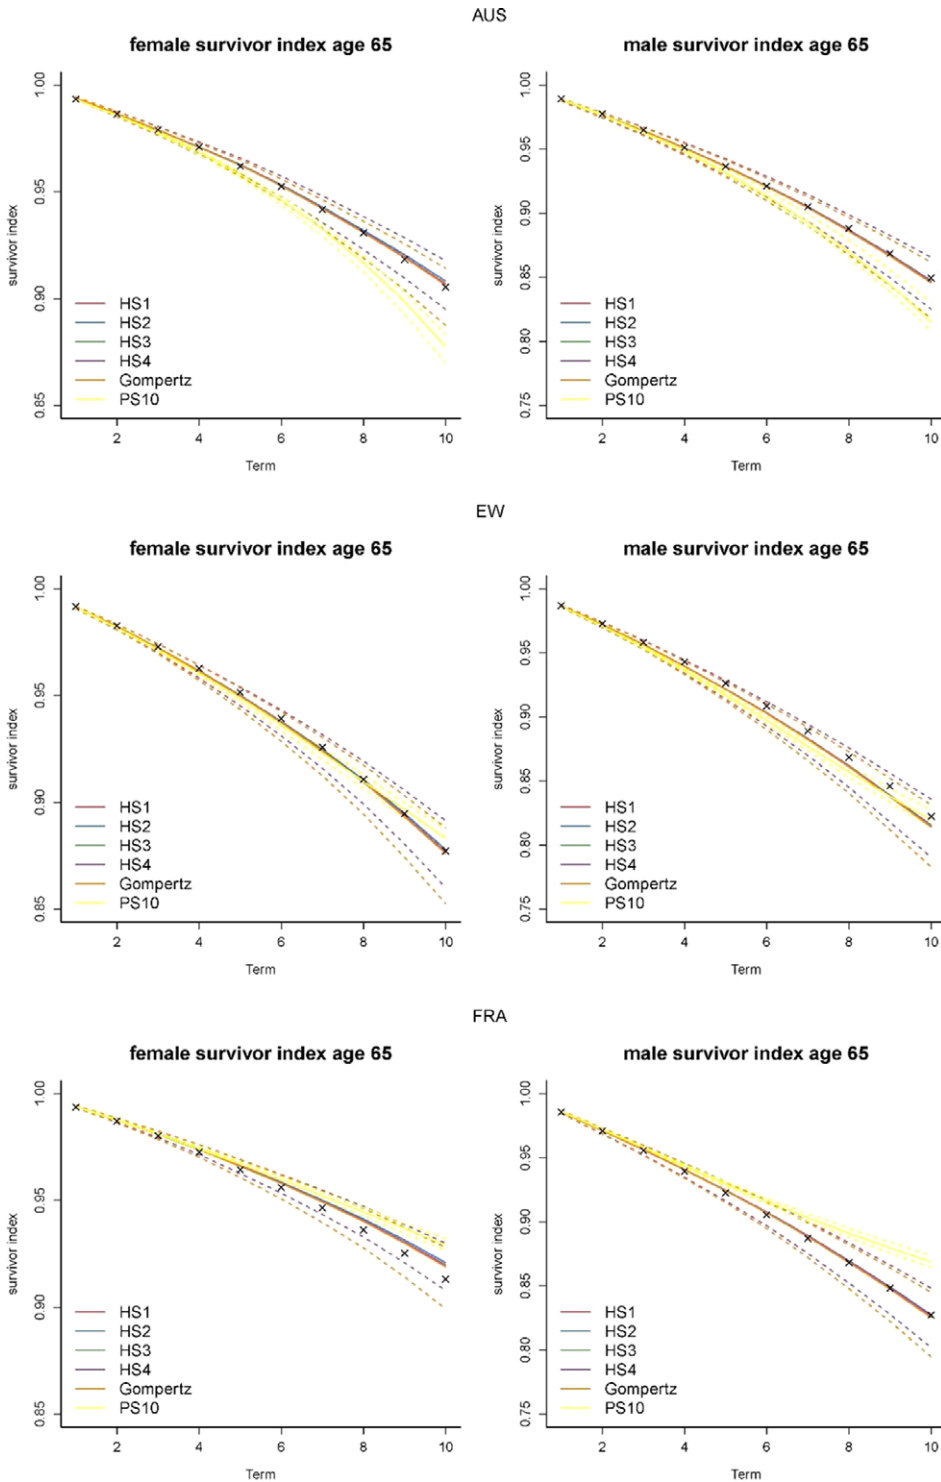 AUS
female survivor index age 65
survivor index
1.00
0.95
0.90
0.85
HS1
HS2
HS3
HS4
Gompertz
PS10
2
4
6
8
10
Term
male survivor index age 65
survivor index
1.00
0.95
0.90
0.85
0.80
0.75
HS1
HS2
HS3
HS4
Gompertz
PS10
2
4
6
8
10
Term
EW
female survivor index age 65
survivor index
1.00
0.95
0.90
0.85
HS1
HS2
HS3
HS4
Gompertz
PS10
2
4
6
8
10
Term
male survivor index age 65
survivor index
1.00
0.95
0.90
0.85
0.80
0.75
HS1
HS2
HS3
HS4
Gompertz
PS10
2
4
6
8
10
Term
FRA
female survivor index age 65
survivor index
1.00
0.95
0.90
0.85
HS1
HS2
HS3
HS4
Gompertz
PS10
2
4
6
8
10
Term
male survivor index age 65
survivor index
1.00
0.95
0.90
0.85
0.80
0.75
HS1
HS2
HS3
HS4
Gompertz
PS10
2
4
6
8
10
Term